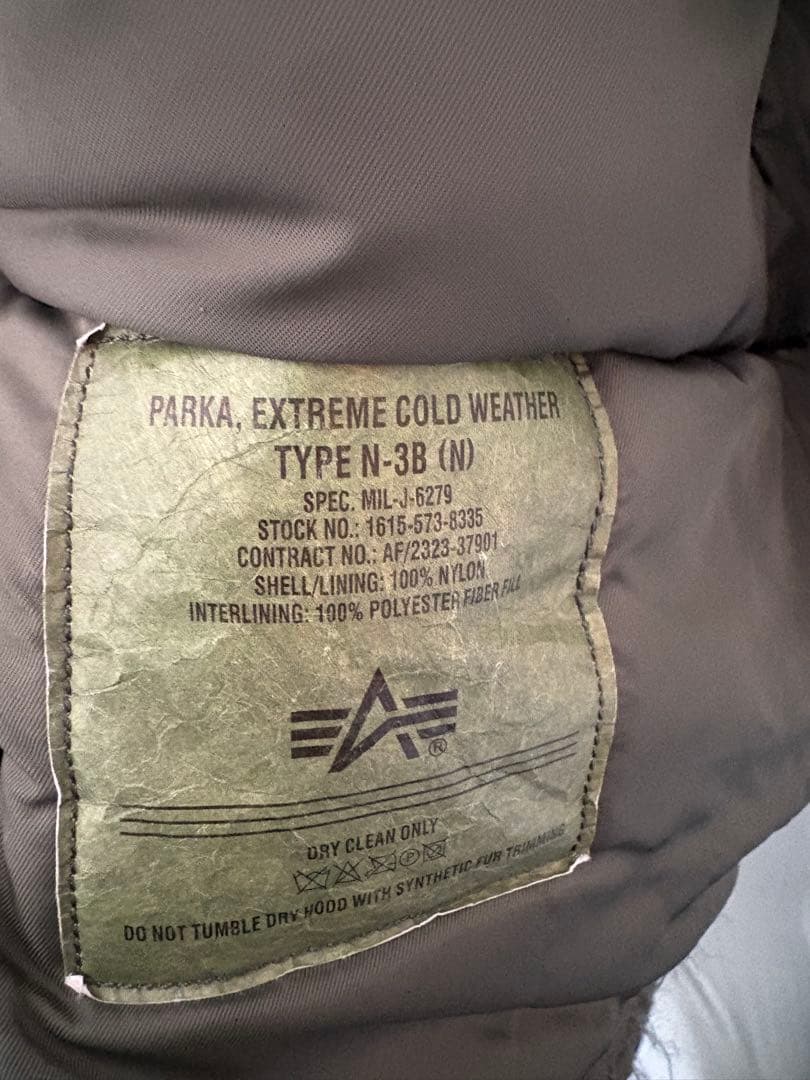 PARKA, EXTREME COLD WEATHER
TYPE N-3B (N)
SPEC. MIL-J-6279
STOCK NO.: 1615-573-8335
CONTRACT NO.: AF/2323-37901
SHELL/LINING: 100% NYLON
INTERLINING: 100% POLYESTER FIBER FILL
®
DRY CLEAN ONLY
P
DO NOT TUMBLE DRY HOOD WITH SYNTHETIC FUR TRIMMING